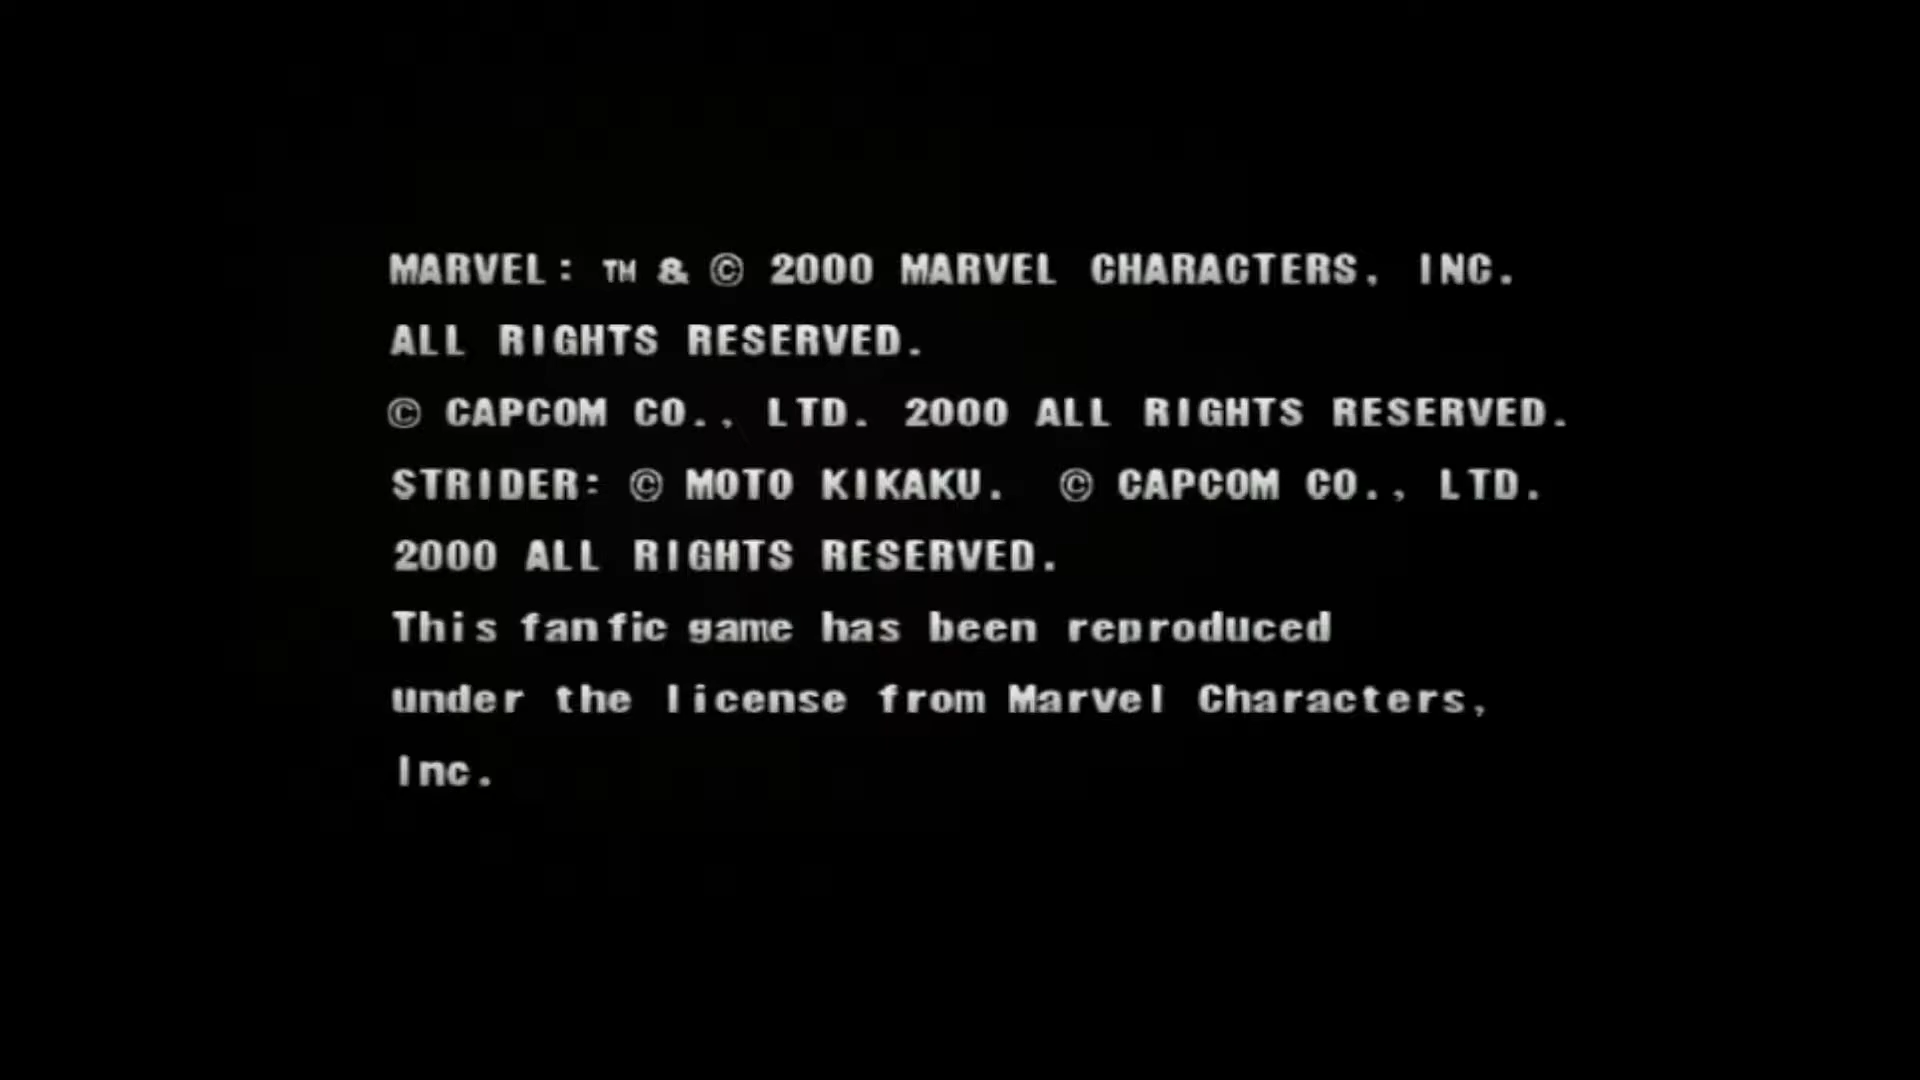 MARVEL: ™ & © 2000 MARVEL CHARACTERS, INC.
ALL RIGHTS RESERVED.
© CAPCOM CO., LTD. 2000 ALL RIGHTS RESERVED.
STRIDER: © MOTO KIKAKU. © CAPCOM CO., LTD.
2000 ALL RIGHTS RESERVED.
This fanfic game has been reproduced
under the license from Marvel Characters,
Inc.